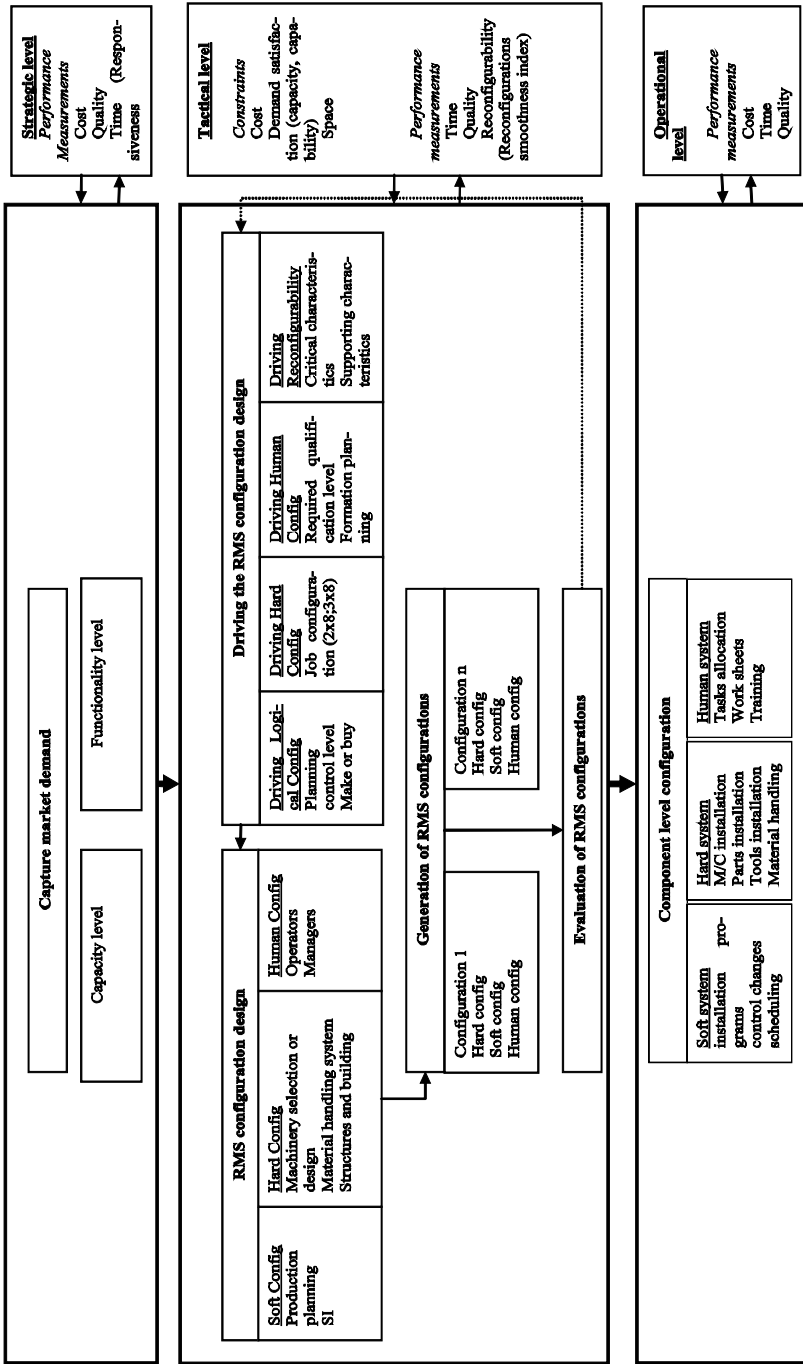 Capture market demand
Capacity level
Functionality level
Strategic level
Performance
Measurements
Cost
Quality
Time (Respon-
siveness
RMS configuration design
Soft Config
Production
planning
SI
Hard Config
Machinery selection or
design
Material handling system
Structures and building
Human Config
Operators
Managers
Driving the RMS configuration design
Driving Logi-
cal Config
Planning
control level
Make or buy
Driving Hard
Config
Job configura-
tion (2x8;3x8)
Driving Human
Config
Required qualifi-
cation level
Formation plan-
ning
Driving
Reconfigurability
Critical characteris-
tics
Supporting charac-
teristics
Generation of RMS configurations
Configuration 1
Hard config
Soft config
Human config
Configuration n
Hard config
Soft config
Human config
Evaluation of RMS configurations
Tactical level
Constraints
Cost
Demand satisfac-
tion (capacity, capa-
bility)
Space
Performance
measurements
Time
Quality
Reconfigurability
(Reconfigurations
smoothness index)
Component level configuration
Soft system
installation pro-
grams
control changes
scheduling
Hard system
M/C installation
Parts installation
Tools installation
Material handling
Human system
Tasks allocation
Work sheets
Training
Operational
level
Performance
measurements
Cost
Time
Quality